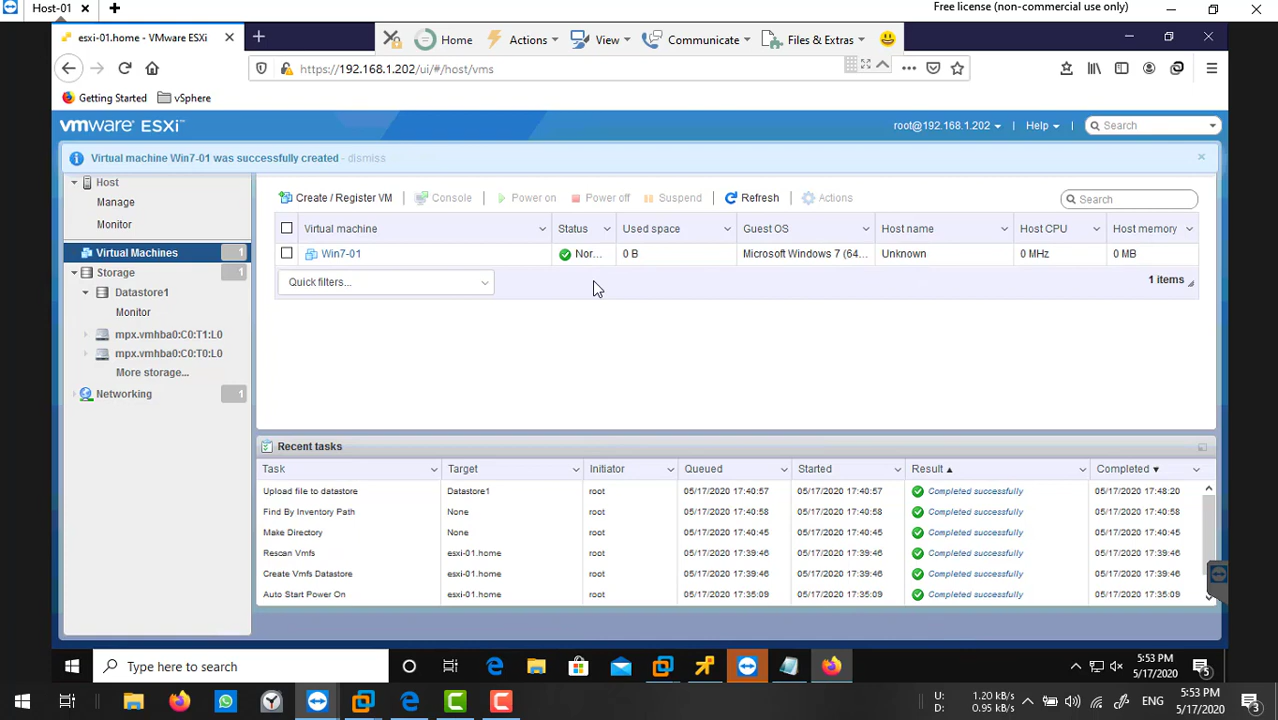 Host-01
Free license (non-commercial use only)
esxi-01.home - VMware ESXi
Home
Actions
View
Communicate
Files & Extras
https://192.168.1.202/ui/#/host/vms
Getting Started
vSphere
vmware ESXi
root@192.168.1.202
Help
Search
Virtual machine Win7-01 was successfully created - dismiss
Host
Manage
Monitor
Virtual Machines 1
Storage 1
Datastore1
Monitor
mpx.vmhba0:C0:T1:L0
mpx.vmhba0:C0:T0:L0
More storage...
Networking 1
Create / Register VM
Console
Power on
Power off
Suspend
Refresh
Actions
Search
Virtual machine Status Used space Guest OS Host name Host CPU Host memory
Win7-01 Nor... 0 B Microsoft Windows 7 (64... Unknown 0 MHz 0 MB
Quick filters...
1 items
Recent tasks
Task Target Initiator Queued Started Result Completed
Upload file to datastore Datastore1 root 05/17/2020 17:40:57 05/17/2020 17:40:57 Completed successfully 05/17/2020 17:48:20
Find By Inventory Path None root 05/17/2020 17:40:58 05/17/2020 17:40:58 Completed successfully 05/17/2020 17:40:58
Make Directory None root 05/17/2020 17:40:45 05/17/2020 17:40:45 Completed successfully 05/17/2020 17:40:45
Rescan Vmfs esxi-01.home root 05/17/2020 17:39:46 05/17/2020 17:39:46 Completed successfully 05/17/2020 17:39:46
Create Vmfs Datastore esxi-01.home root 05/17/2020 17:39:46 05/17/2020 17:39:46 Completed successfully 05/17/2020 17:39:46
Auto Start Power On esxi-01.home root 05/17/2020 17:35:09 05/17/2020 17:35:09 Completed successfully 05/17/2020 17:35:09
Type here to search
5:53 PM
5/17/2020
5
U: 1.20 kB/s
D: 0.95 kB/s
ENG
5:53 PM
5/17/2020
3